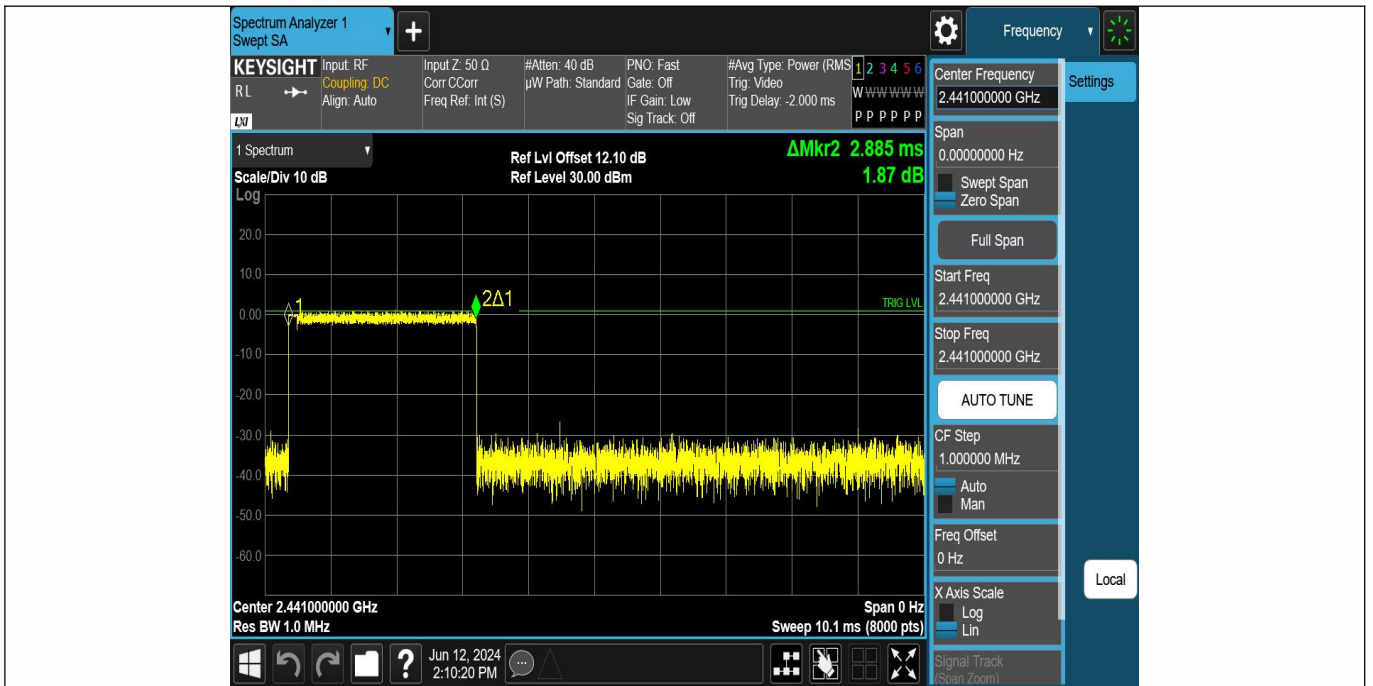 Spectrum Analyzer 1
Swept SA
Frequency
KEYSIGHT
RL
LXI
Input: RF
Coupling: DC
Align: Auto
Input Z: 50 Ω
Corr CCorr
Freq Ref: Int (S)
#Atten: 40 dB
µW Path: Standard
PNO: Fast
Gate: Off
IF Gain: Low
Sig Track: Off
#Avg Type: Power (RMS
Trig: Video
Trig Delay: -2.000 ms
1 2 3 4 5 6
W W W W W W
P P P P P P
1 Spectrum
Scale/Div 10 dB
Ref Lvl Offset 12.10 dB
Ref Level 30.00 dBm
ΔMkr2 2.885 ms
1.87 dB
Log
20.0
10.0
0.00
-10.0
-20.0
-30.0
-40.0
-50.0
-60.0
1
2Δ1
TRIG LVL
Center 2.441000000 GHz
Res BW 1.0 MHz
Span 0 Hz
Sweep 10.1 ms (8000 pts)
Center Frequency
2.441000000 GHz
Settings
Span
0.00000000 Hz
Swept Span
Zero Span
Full Span
Start Freq
2.441000000 GHz
Stop Freq
2.441000000 GHz
AUTO TUNE
CF Step
1.000000 MHz
Auto
Man
Freq Offset
0 Hz
Local
X Axis Scale
Log
Lin
Signal Track
(Span Zoom)
?
Jun 12, 2024
2:10:20 PM